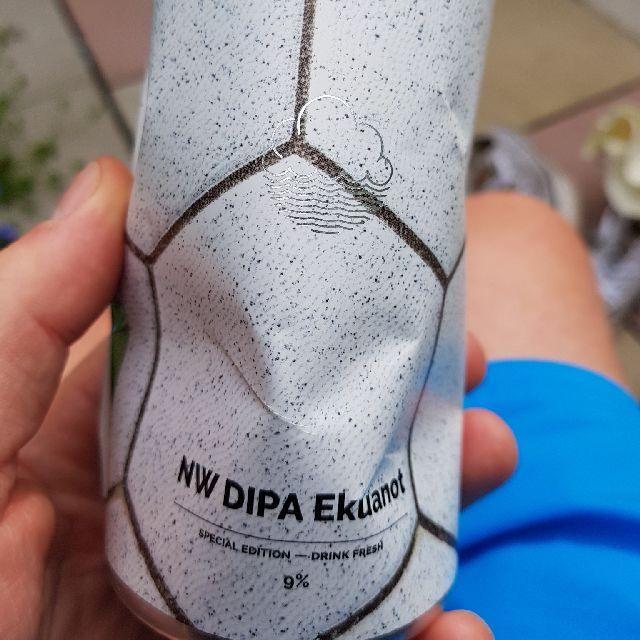 NW DIPA Ekuanot
SPECIAL EDITION — DRINK FRESH
9%